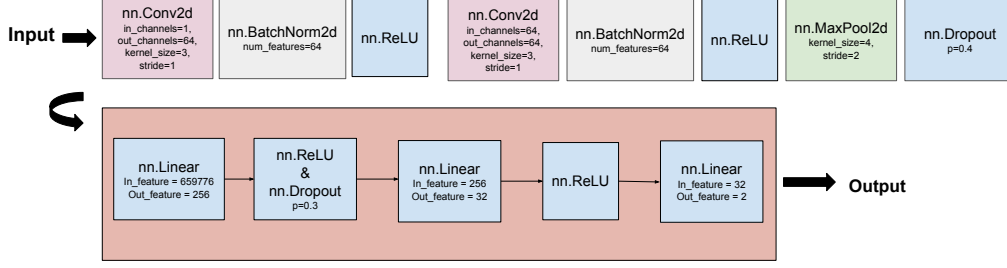 Input
nn.Conv2d
in_channels=1,
out_channels=64,
kernel_size=3,
stride=1
nn.BatchNorm2d
num_features=64
nn.ReLU
nn.Conv2d
in_channels=64,
out_channels=64,
kernel_size=3,
stride=1
nn.BatchNorm2d
num_features=64
nn.ReLU
nn.MaxPool2d
kernel_size=4,
stride=2
nn.Dropout
p=0.4
nn.Linear
In_feature = 659776
Out_feature = 256
nn.ReLU
&
nn.Dropout
p=0.3
nn.Linear
In_feature = 256
Out_feature = 32
nn.ReLU
nn.Linear
In_feature = 32
Out_feature = 2
Output